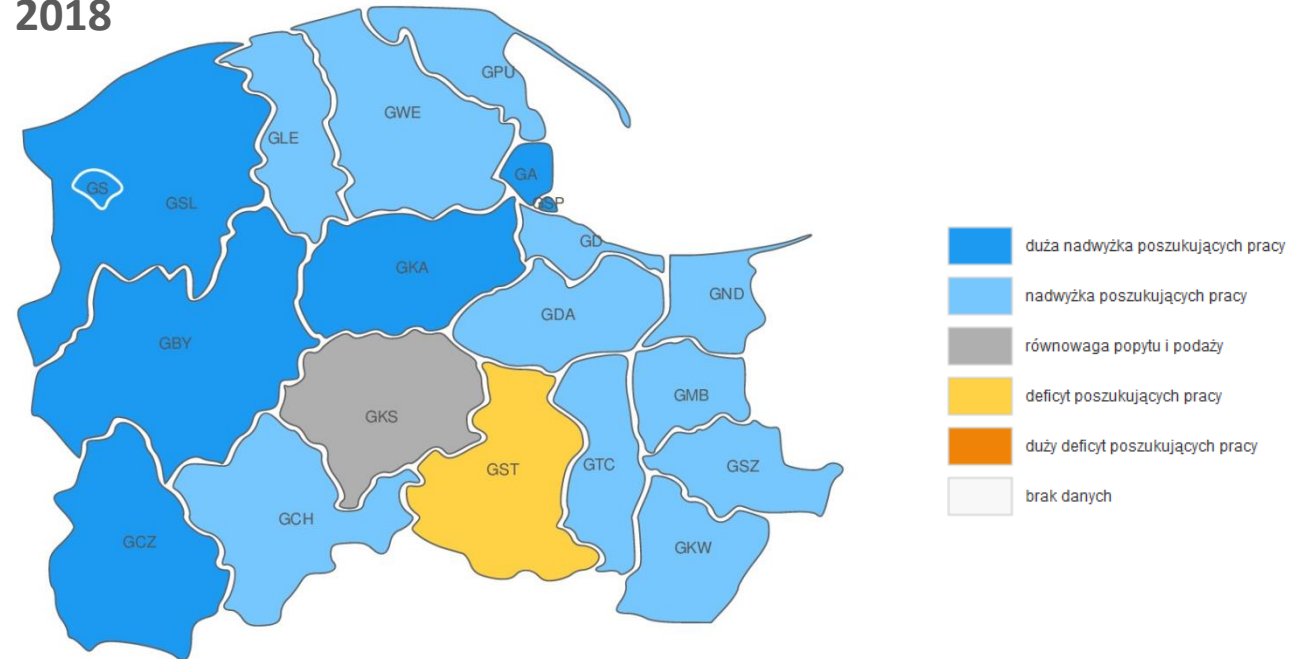 2018
GPU
GWE
GLE
GA
GS
GSL
GSP
GD
GKA
GND
GDA
GBY
GMB
GKS
GTC
GSZ
GST
GCH
GCZ
GKW
duża nadwyżka poszukujących pracy
nadwyżka poszukujących pracy
równowaga popytu i podaży
deficyt poszukujących pracy
duży deficyt poszukujących pracy
brak danych